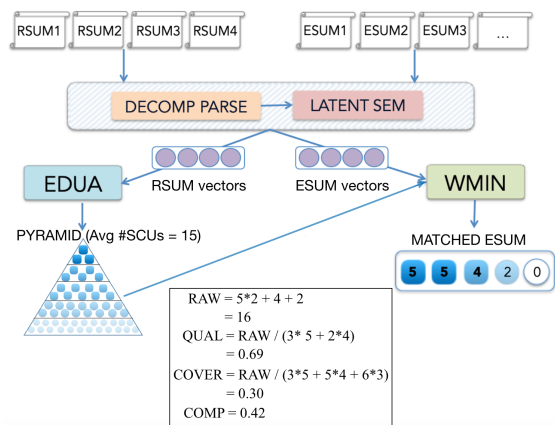 RSUM1 RSUM2 RSUM3 RSUM4 ESUM1 ESUM2 ESUM3 ...
DECOMP PARSE LATENT SEM
EDUA RSUM vectors ESUM vectors WMIN
PYRAMID (Avg #SCUs = 15)
MATCHED ESUM
5 5 4 2 0
RAW = 5*2 + 4 + 2
= 16
QUAL = RAW / (3* 5 + 2*4)
= 0.69
COVER = RAW / (3*5 + 5*4 + 6*3)
= 0.30
COMP = 0.42